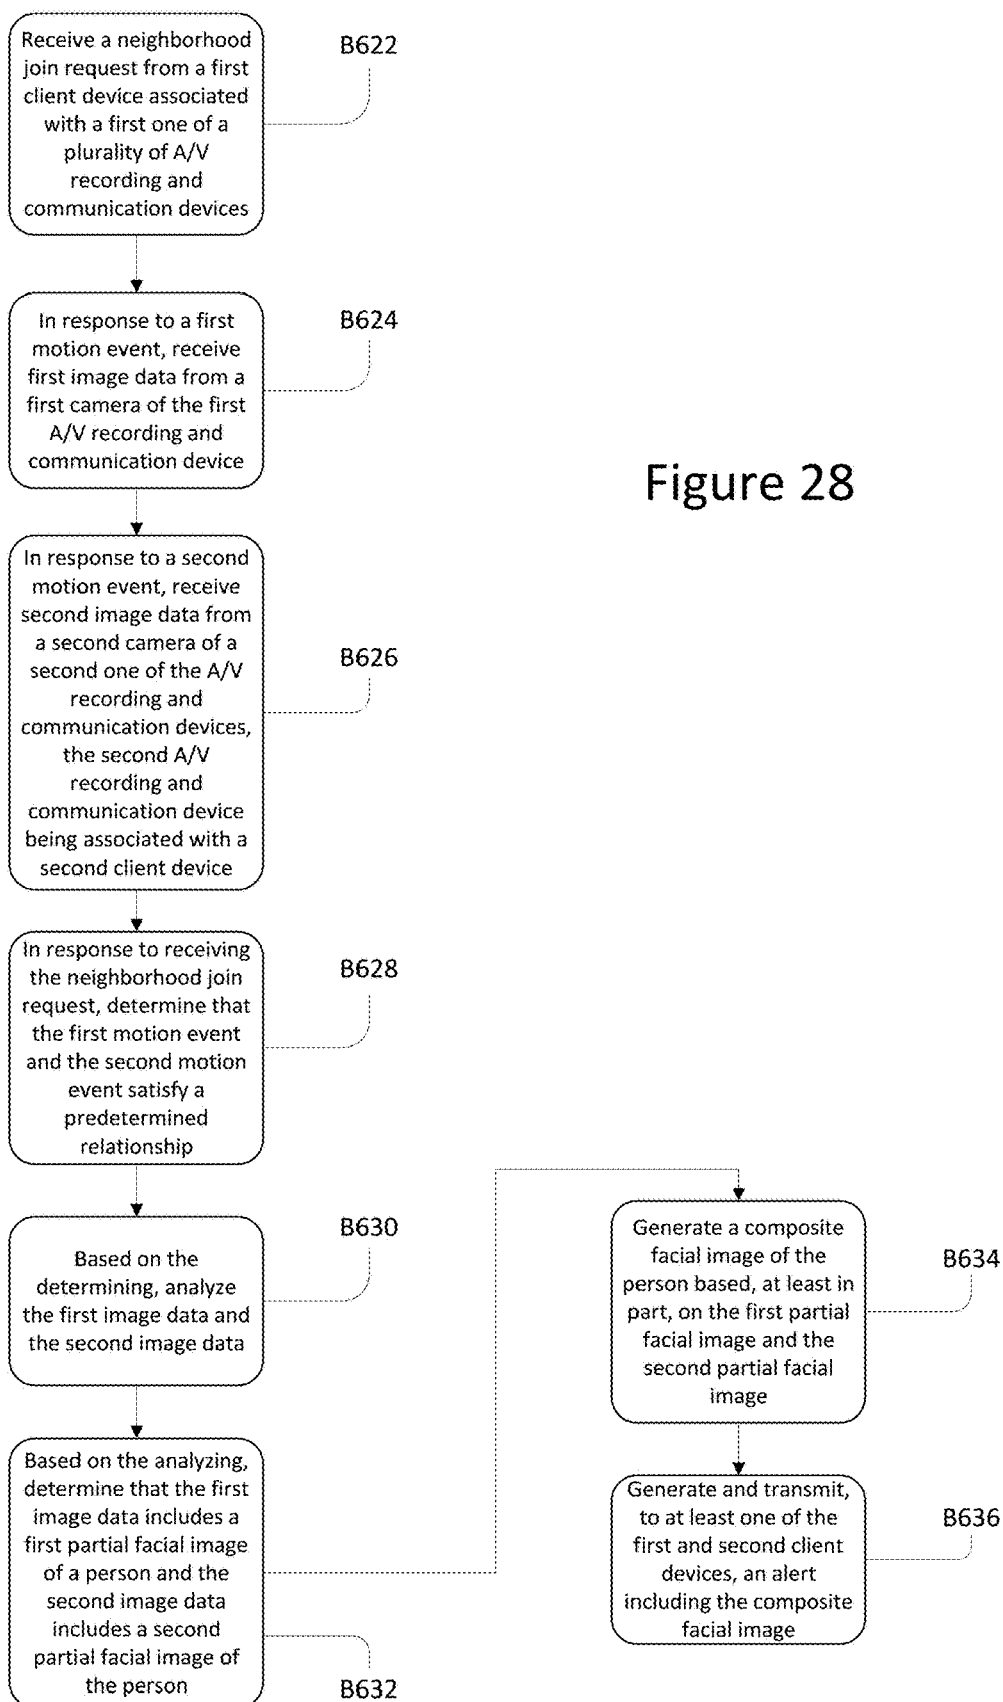 Receive a neighborhood
join request from a first
client device associated
with a first one of a
plurality of A/V
recording and
communication devices
B622
In response to a first
motion event, receive
first image data from a
first camera of the first
A/V recording and
communication device
B624
Figure 28
In response to a second
motion event, receive
second image data from
a second camera of a
second one of the A/V
recording and
communication devices,
the second A/V
recording and
communication device
being associated with a
second client device
B626
In response to receiving
the neighborhood join
request, determine that
the first motion event
and the second motion
event satisfy a
predetermined
relationship
B628
Based on the
determining, analyze
the first image data and
the second image data
B630
Based on the analyzing,
determine that the first
image data includes a
first partial facial image
of a person and the
second image data
includes a second
partial facial image of
the person
B632
Generate a composite
facial image of the
person based, at least in
part, on the first partial
facial image and the
second partial facial
image
B634
Generate and transmit,
to at least one of the
first and second client
devices, an alert
including the composite
facial image
B636